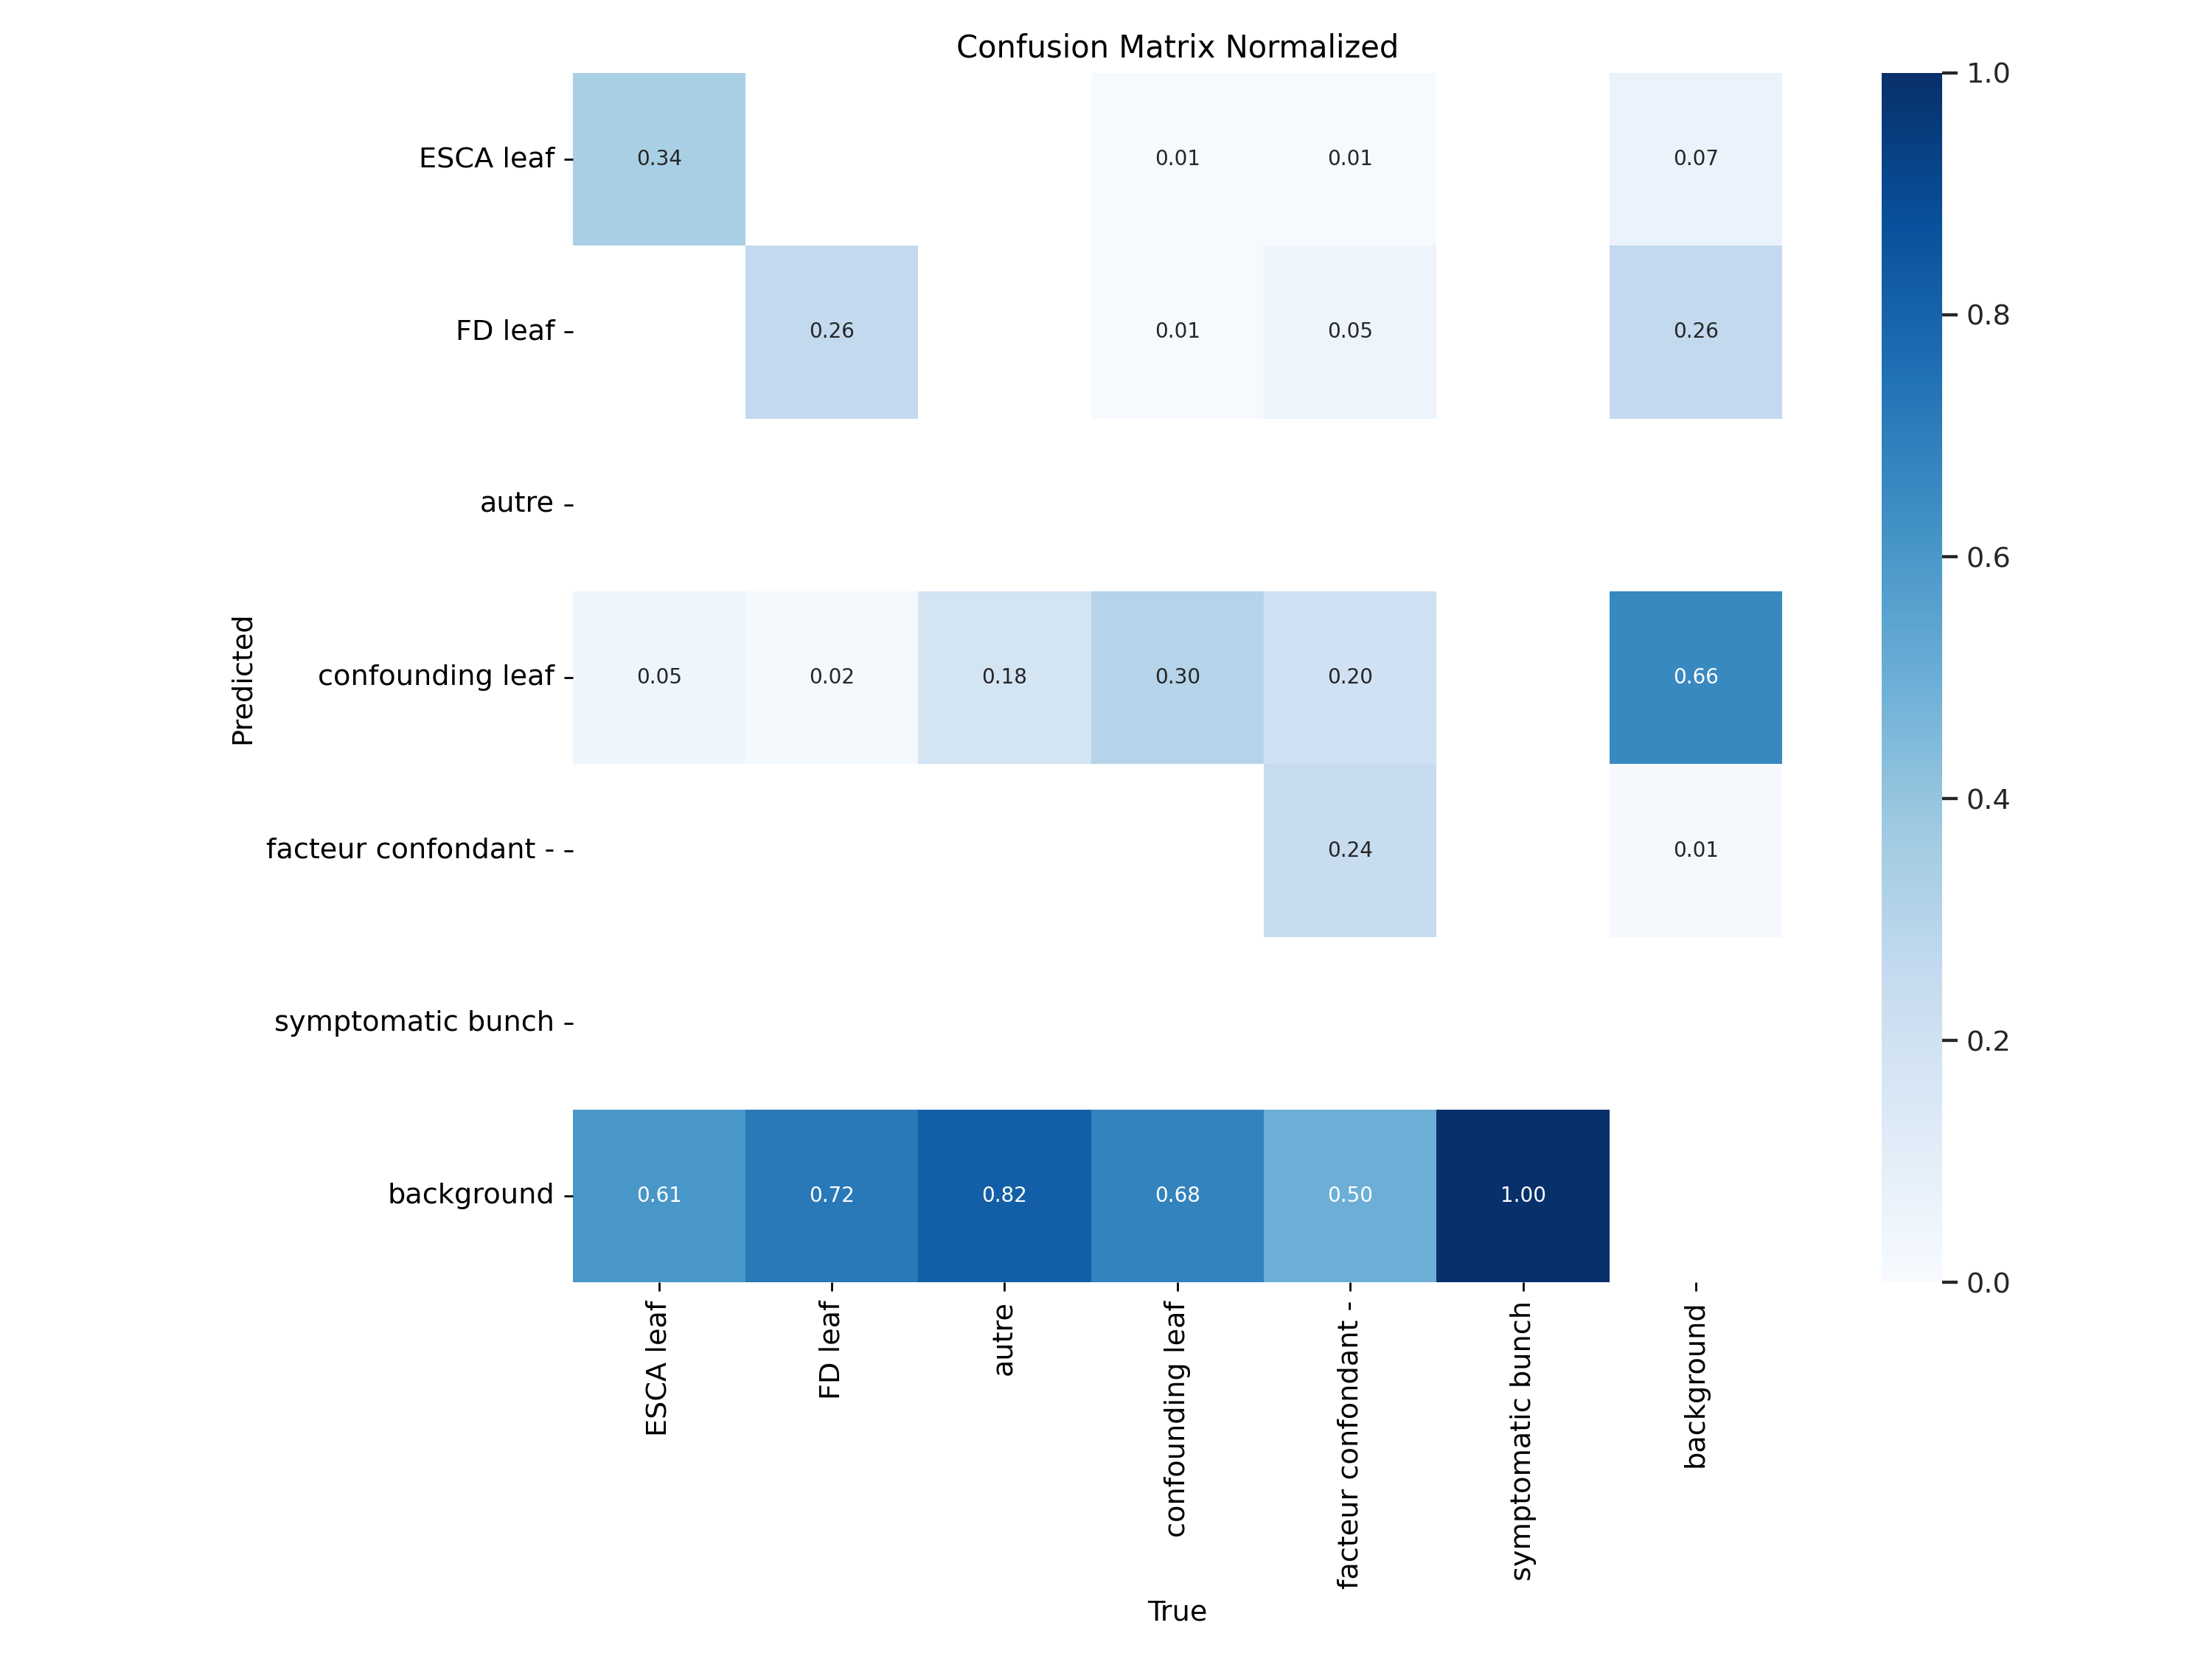 Confusion Matrix Normalized
ESCA leaf
0.34
0.01
0.01
0.07
FD leaf
0.26
0.01
0.05
0.26
autre
confounding leaf
0.05
0.02
0.18
0.30
0.20
0.66
facteur confondant -
0.24
0.01
symptomatic bunch
background
0.61
0.72
0.82
0.68
0.50
1.00
Predicted
ESCA leaf
FD leaf
autre
confounding leaf
facteur confondant -
symptomatic bunch
background
True
1.0
0.8
0.6
0.4
0.2
0.0